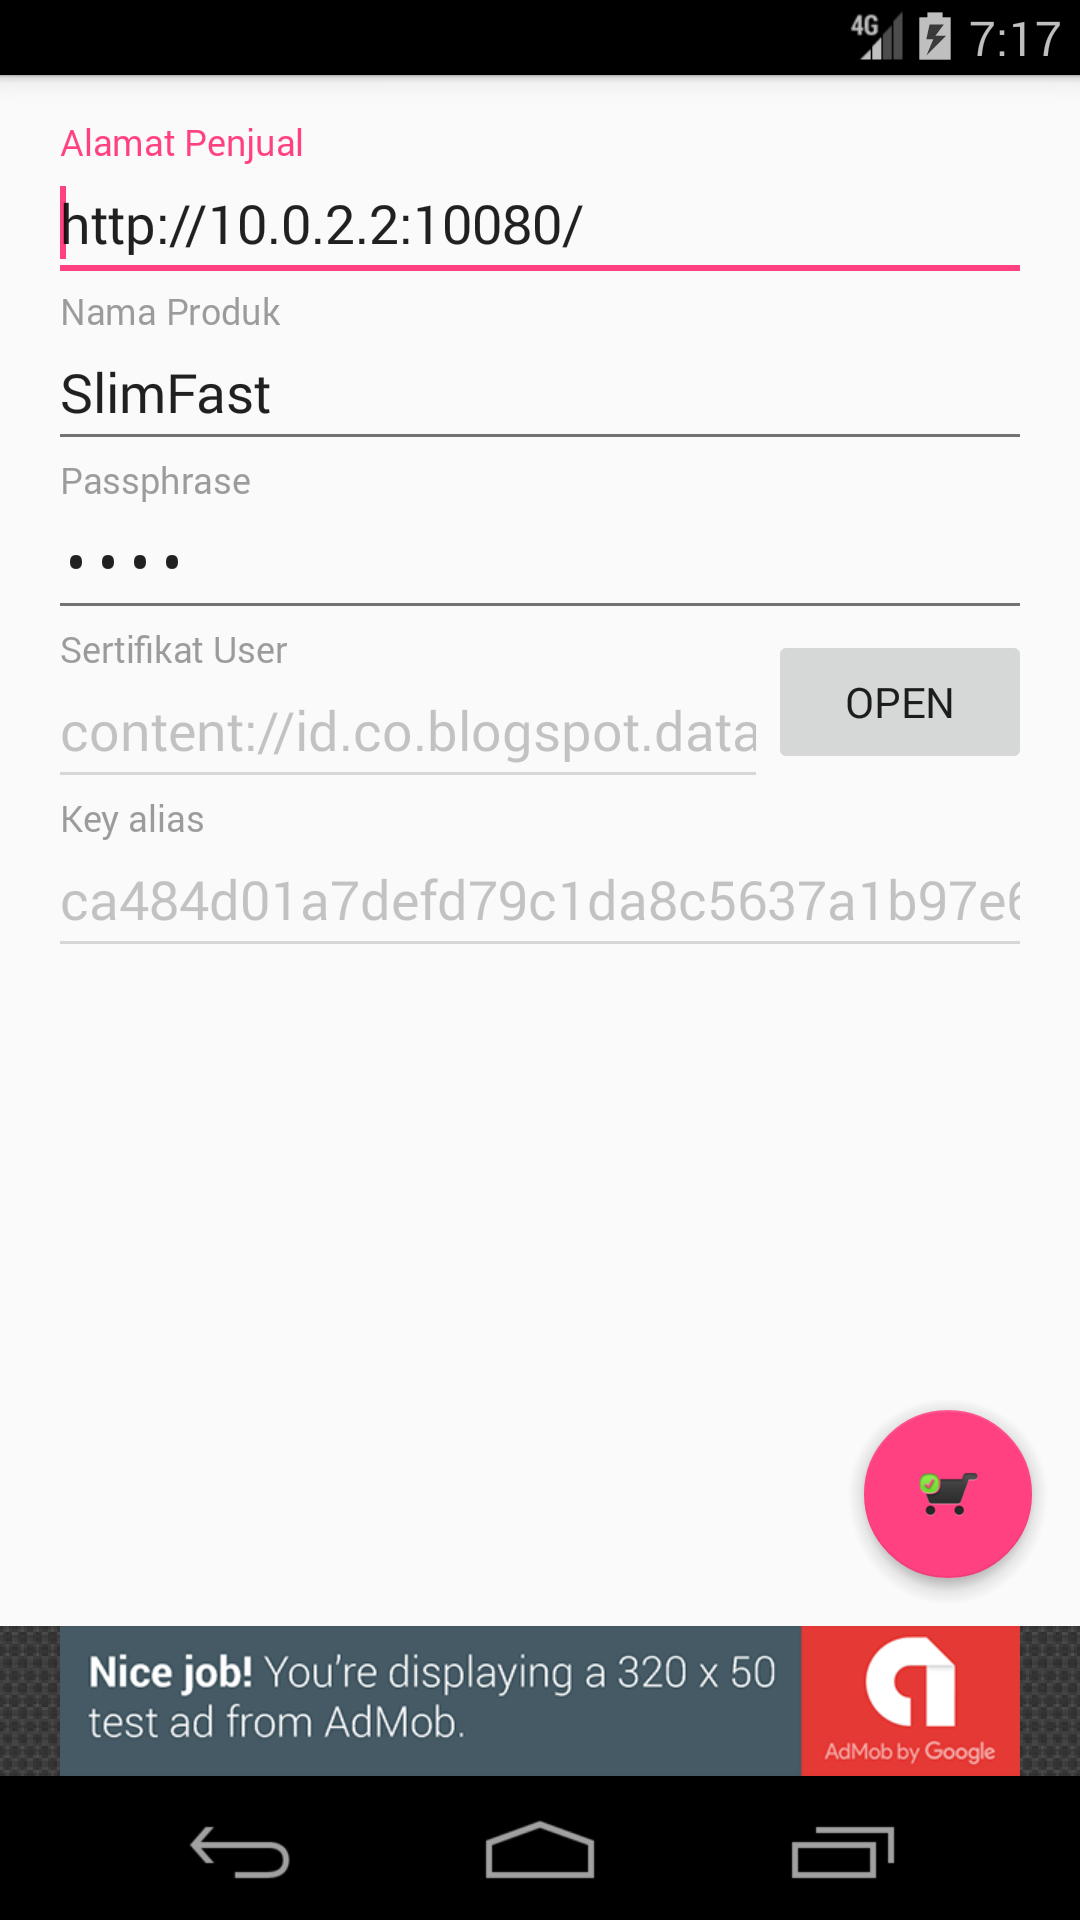 4G 7:17
Alamat Penjual
http://10.0.2.2:10080/
Nama Produk
SlimFast
Passphrase
••••
Sertifikat User
content://id.co.blogspot.data
OPEN
Key alias
ca484d01a7defd79c1da8c5637a1b97e6
Nice job! You're displaying a 320 x 50
test ad from AdMob.
AdMob by Google